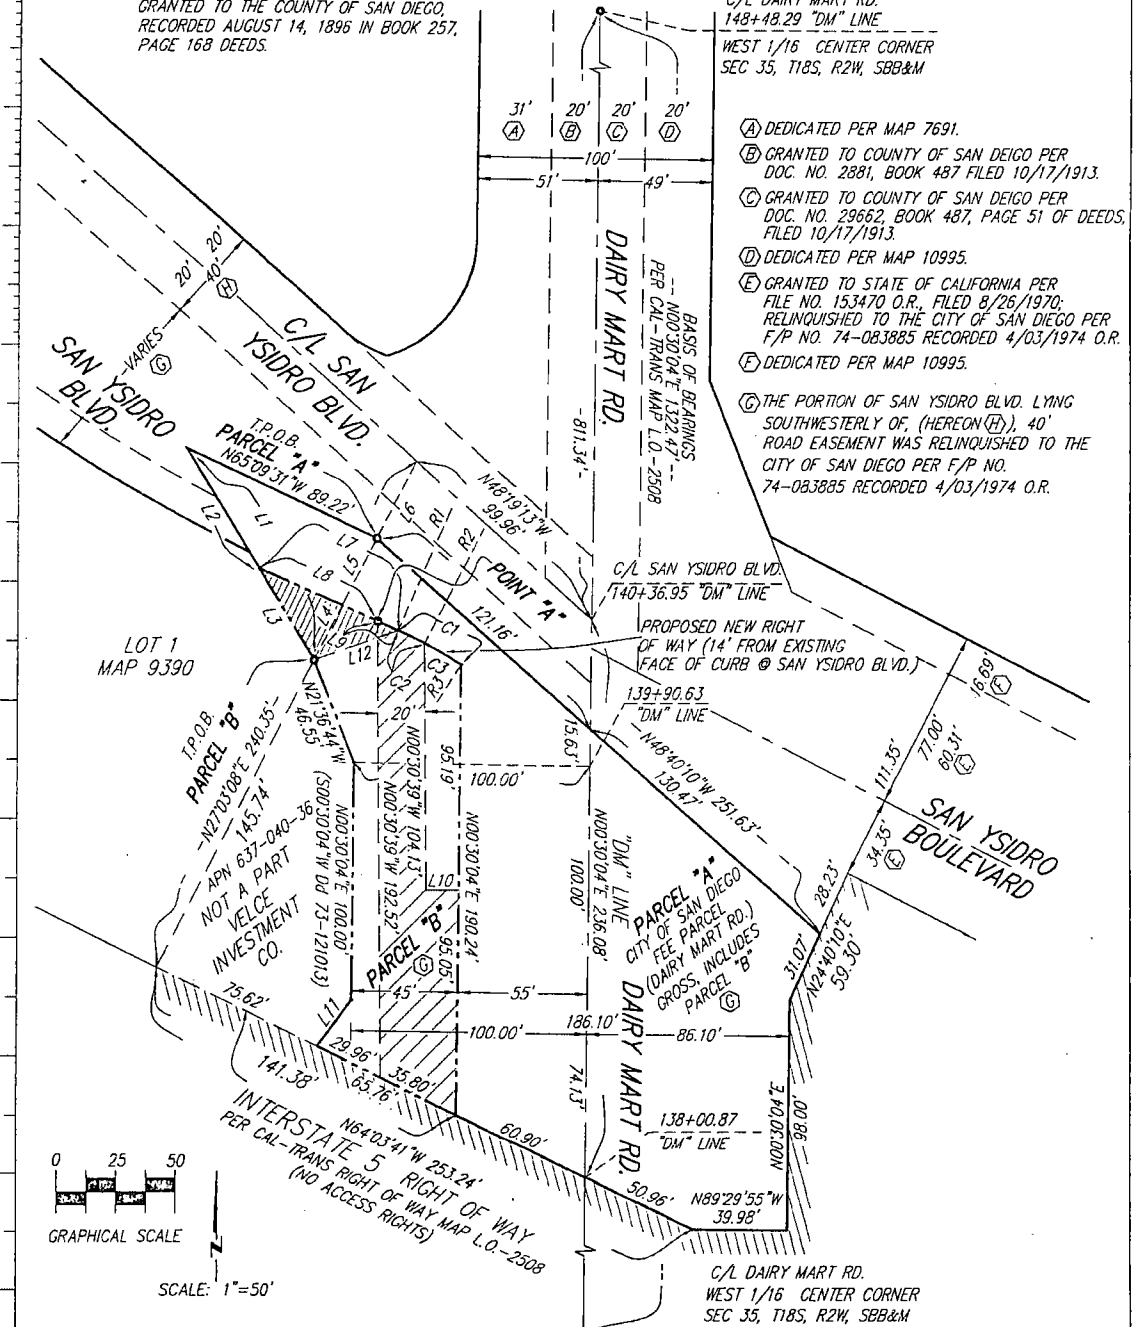 GRANTED TO THE COUNTY OF SAN DIEGO,
RECORDED AUGUST 14, 1896 IN BOOK 257,
PAGE 168 DEEDS.
C/L DAIRY MART RD.
148+48.29 "DM" LINE
WEST 1/16 CENTER CORNER
SEC 35, T18S, R2W, SBB&M
31' 20' 20' 20'
A B C D
100'
51' 49'
A DEDICATED PER MAP 7691.
B GRANTED TO COUNTY OF SAN DEIGO PER
DOC. NO. 2881, BOOK 487 FILED 10/17/1913.
C GRANTED TO COUNTY OF SAN DEIGO PER
DOC. NO. 29662, BOOK 487, PAGE 51 OF DEEDS,
FILED 10/17/1913.
D DEDICATED PER MAP 10995.
E GRANTED TO STATE OF CALIFORNIA PER
FILE NO. 153470 O.R., FILED 8/26/1970;
RELINQUISHED TO THE CITY OF SAN DIEGO PER
F/P NO. 74-083885 RECORDED 4/03/1974 O.R.
F DEDICATED PER MAP 10995.
G THE PORTION OF SAN YSIDRO BLVD. LYING
SOUTHWESTERLY OF, (HEREON H), 40'
ROAD EASEMENT WAS RELINQUISHED TO THE
CITY OF SAN DIEGO PER F/P NO.
74-083885 RECORDED 4/03/1974 O.R.
20'
20'
40'
H
VARIES
G
C/L SAN
YSIDRO BLVD.
SAN YSIDRO
BLVD.
DAIRY MART RD.
BASIS OF BEARINGS
-- N00°30'04"E 1322.47' --
PER CAL-TRANS MAP L.O.-2508
-811.34'-
T.P.O.B.
PARCEL "A"
N65°09'31"W 89.22'
N48°19'13"W
99.96'
L1
L2
L3
L7
L8
L5
L6
R1
R2
4'
L9
L12
C1
C2
C3
R3
POINT "A"
121.16'
C/L SAN YSIDRO BLVD.
140+36.95 "DM" LINE
PROPOSED NEW RIGHT
OF WAY (14' FROM EXISTING
FACE OF CURB @ SAN YSIDRO BLVD.)
139+90.63
"DM" LINE
LOT 1
MAP 9390
T.P.O.B.
PARCEL "B"
-N27°03'08"E 240.35'-
145.74'
N21°36'44"W
46.55'
20'
15.63'
100.00'
95.19'
N48°40'10"W 251.63'
130.47'
16.69'
F
77.00'
60.31'
E
111.35'
34.35'
E
28.23'
31.07'
N24°40'10"E
59.30'
SAN YSIDRO
BOULEVARD
APN 637-040-36
NOT A PART
VELCE
INVESTMENT
CO.
N00°30'04"E 100.00'
(S00°30'04"W Dd 73-121013)
N00°30'39"W 192.52'
N00°30'39"W 104.13'
L10
PARCEL "B"
G
95.05'
N00°30'04"E 190.24'
"DM" LINE
N00°30'04"E 236.08'
100.00'
PARCEL "A"
CITY OF SAN DIEGO
FEE PARCEL
(DAIRY MART RD.)
GROSS, INCLUDES
PARCEL "B"
G
45' 55'
L11
100.00' 186.10' 86.10'
75.62'
29.96'
35.80'
65.76'
141.38'
74.13'
DAIRY MART RD.
138+00.87
"DM" LINE
N00°30'04"E 98.00'
60.90'
N64°03'41"W 253.24'
INTERSTATE 5 RIGHT OF WAY
PER CAL-TRANS RIGHT OF WAY MAP L.O.-2508
(NO ACCESS RIGHTS)
50.96'
N89°29'55"W
39.98'
0 25 50
GRAPHICAL SCALE
SCALE: 1"=50'
C/L DAIRY MART RD.
WEST 1/16 CENTER CORNER
SEC 35, T18S, R2W, SBB&M